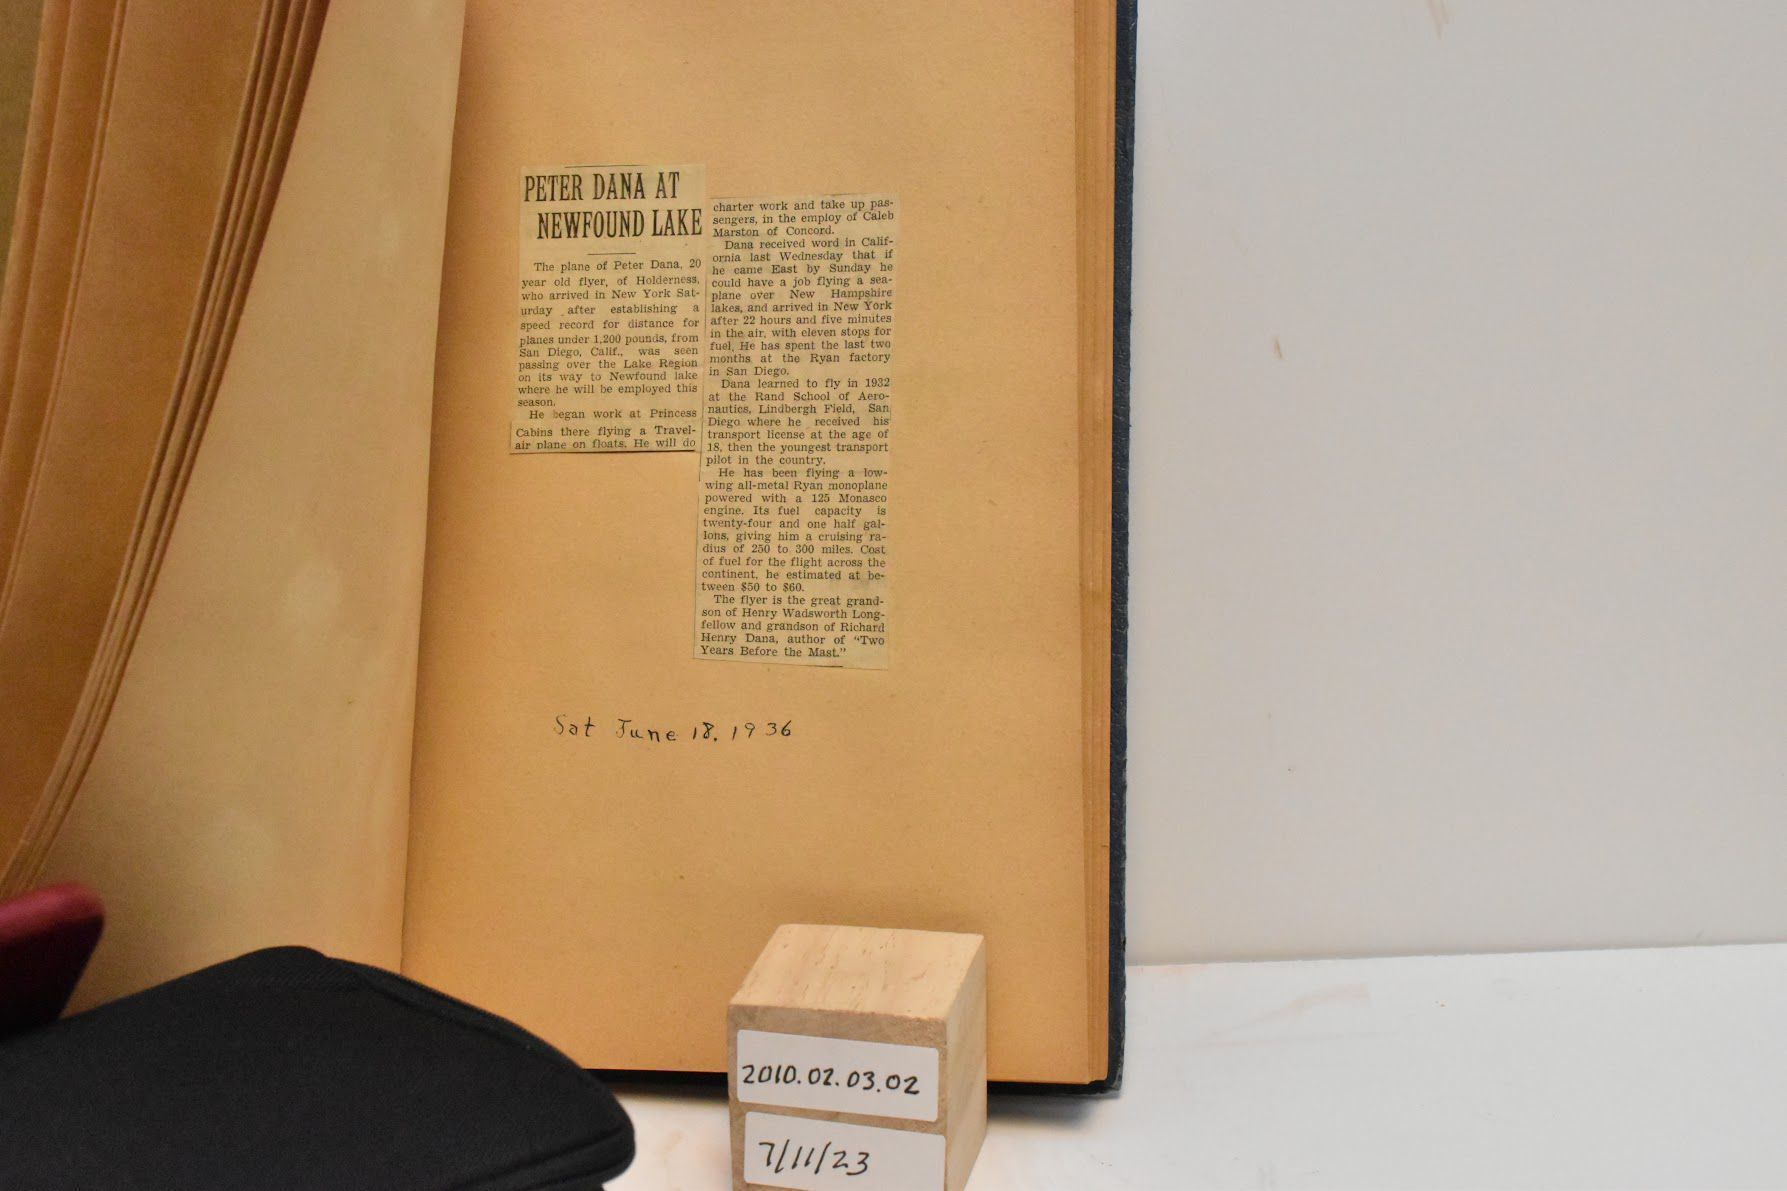 PETER DANA AT
NEWFOUND LAKE
The plane of Peter Dana, 20
year old flyer, of Holderness,
who arrived in New York Sat-
urday after establishing a
speed record for distance for
planes under 1,200 pounds, from
San Diego, Calif., was seen
passing over the Lake Region
on its way to Newfound lake
where he will be employed this
season.
He began work at Princess
Cabins there flying a Travel-
air plane on floats. He will do
charter work and take up pas-
sengers, in the employ of Caleb
Marston of Concord.
Dana received word in Calif-
ornia last Wednesday that if
he came East by Sunday he
could have a job flying a sea-
plane over New Hampshire
lakes, and arrived in New York
after 22 hours and five minutes
in the air, with eleven stops for
fuel. He has spent the last two
months at the Ryan factory
in San Diego.
Dana learned to fly in 1932
at the Rand School of Aero-
nautics, Lindbergh Field, San
Diego where he received his
transport license at the age of
18, then the youngest transport
pilot in the country.
He has been flying a low-
wing all-metal Ryan monoplane
powered with a 125 Monasco
engine. Its fuel capacity is
twenty-four and one half gal-
lons, giving him a cruising ra-
dius of 250 to 300 miles. Cost
of fuel for the flight across the
continent, he estimated at be-
tween $50 to $60.
The flyer is the great grand-
son of Henry Wadsworth Long-
fellow and grandson of Richard
Henry Dana, author of "Two
Years Before the Mast."
Sat June 18. 1936
2010.02.03.02
7/11/23